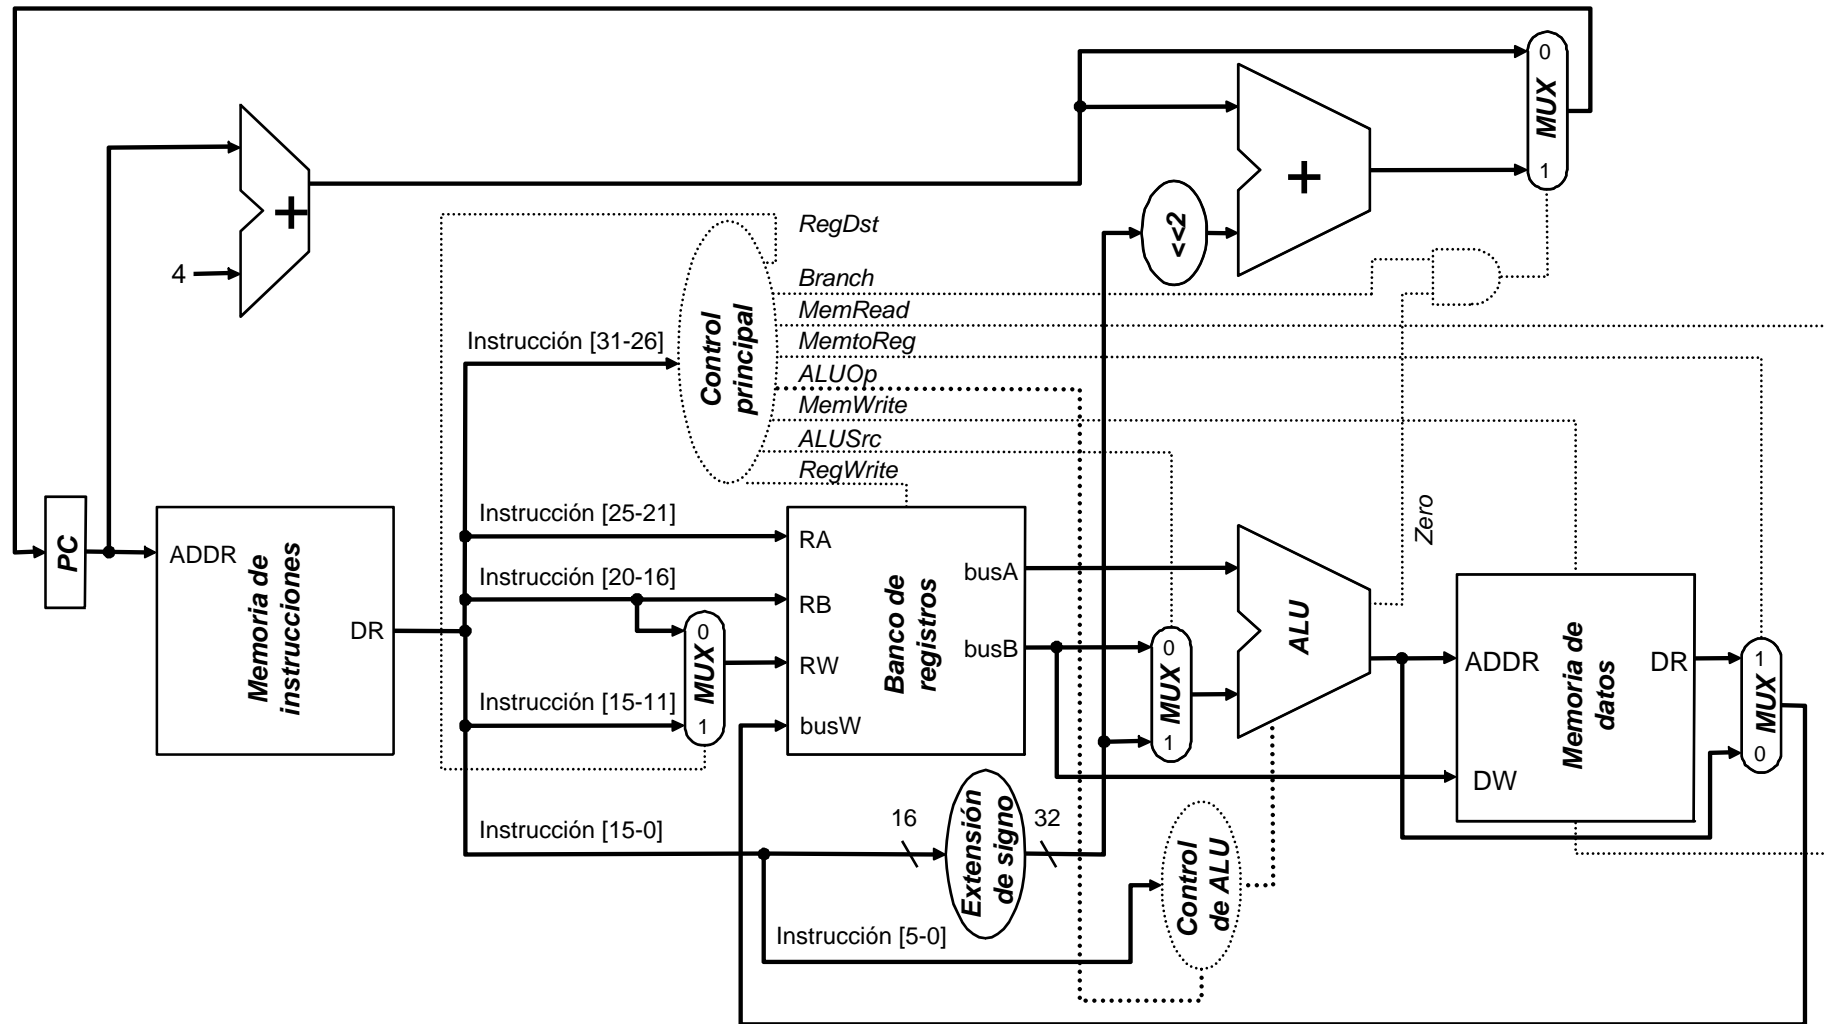 0
MUX
1
+
+
4
<<2
RegDst
Branch
MemRead
MemtoReg
ALUOp
MemWrite
ALUSrc
RegWrite
Control
principal
Instrucción [31-26]
Zero
PC
ADDR
Memoria de
instrucciones
DR
Instrucción [25-21]
Instrucción [20-16]
Instrucción [15-11]
0
MUX
1
RA
RB
RW
busW
Banco de
registros
busA
busB
0
MUX
1
ALU
ADDR
DW
Memoria de
datos
DR
1
MUX
0
Instrucción [15-0]
16
Extensión
de signo
32
Instrucción [5-0]
Control
de ALU